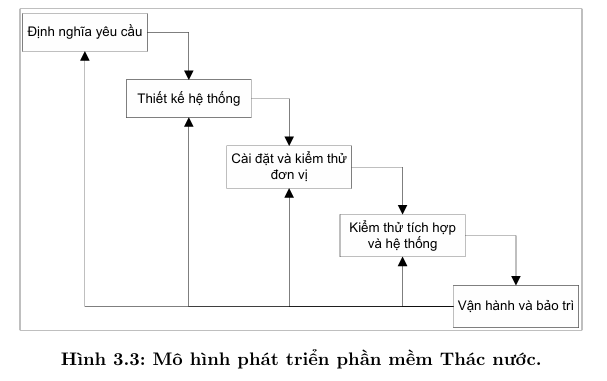 Định nghĩa yêu cầu
Thiết kế hệ thống
Cài đặt và kiểm thử
đơn vị
Kiểm thử tích hợp
và hệ thống
Vận hành và bảo trì
Hình 3.3: Mô hình phát triển phần mềm Thác nước.